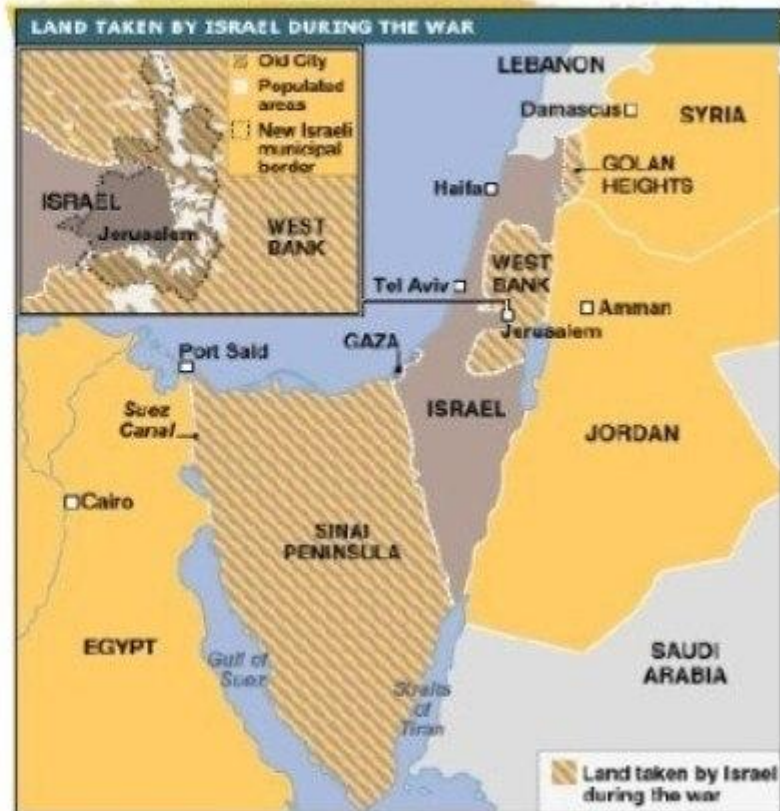 LAND TAKEN BY ISRAEL DURING THE WAR
Old City
Populated
areas
New Israeli
municipal
border
ISRAEL
Jerusalem
WEST
BANK
LEBANON
Damascus
SYRIA
GOLAN
HEIGHTS
Haifa
WEST
BANK
Tel Aviv
Amman
Jerusalem
GAZA
Port Said
Suez
Canal
ISRAEL
JORDAN
Cairo
SINAI
PENINSULA
EGYPT
Gulf of
Suez
Straits
of
Tiran
SAUDI
ARABIA
Land taken by Israel
during the war